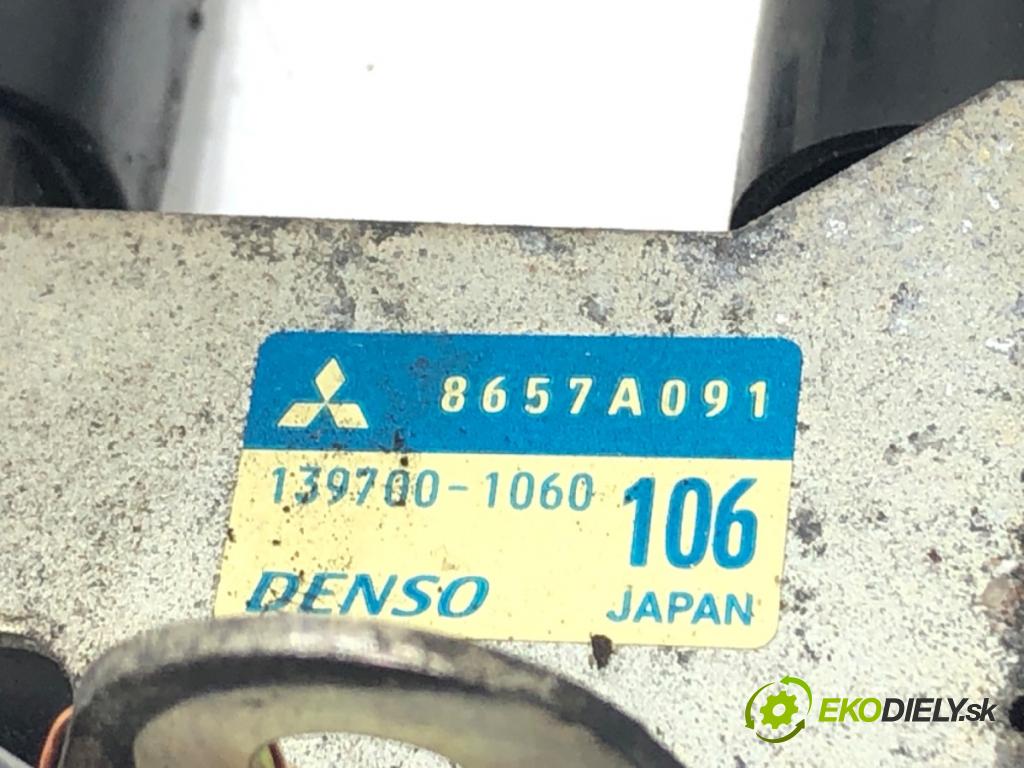 8657A091
139700-1060 106
DENSO JAPAN
EKODIELY.sk